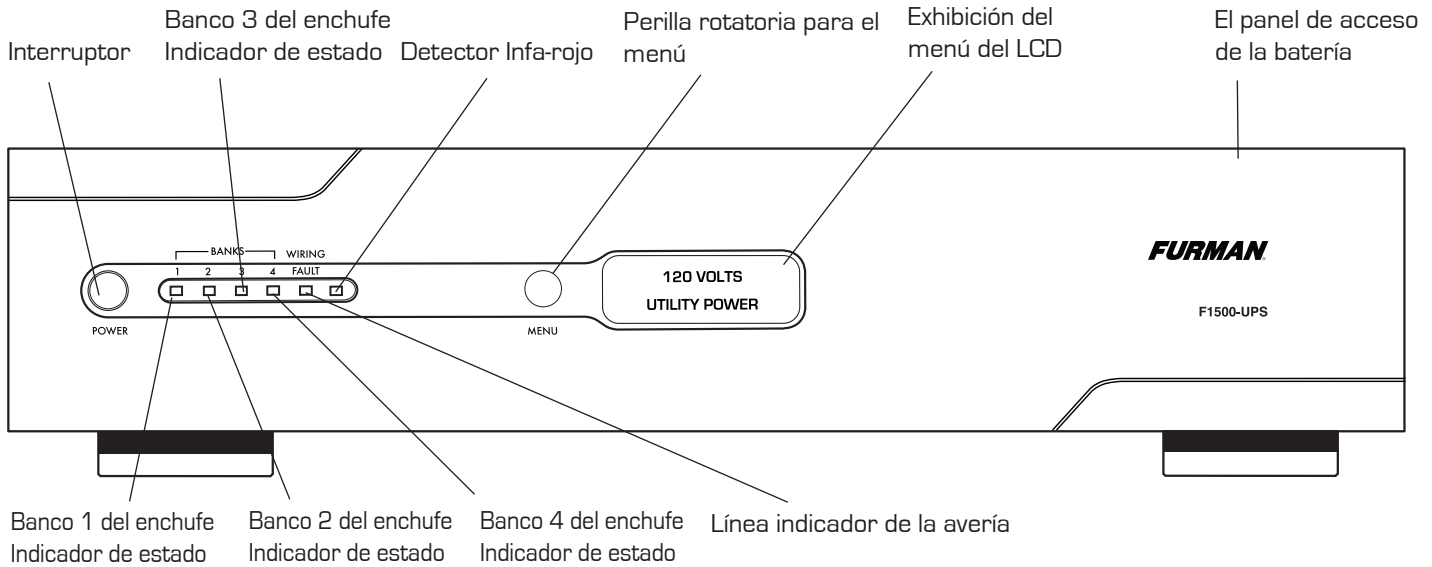 Interruptor
Banco 3 del enchufe
Indicador de estado
Detector Infa-rojo
Perilla rotatoria para el
menú
Exhibición del
menú del LCD
El panel de acceso
de la batería
BANKS
WIRING
1 2 3 4 FAULT
POWER
MENU
120 VOLTS
UTILITY POWER
FURMAN
F1500-UPS
Banco 1 del enchufe
Indicador de estado
Banco 2 del enchufe
Indicador de estado
Banco 4 del enchufe
Indicador de estado
Línea indicador de la avería